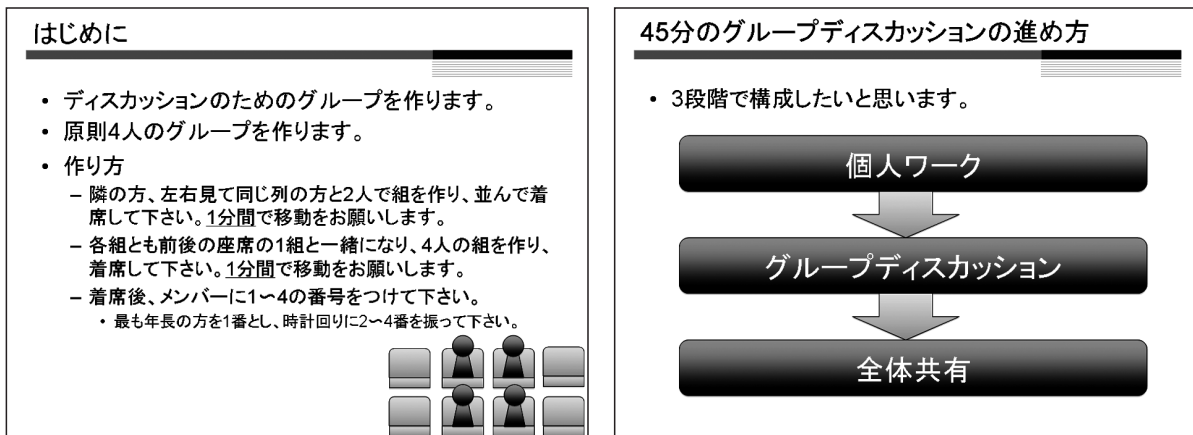 はじめに
• ディスカッションのためのグループを作ります。
• 原則4人のグループを作ります。
• 作り方
– 隣の方、左右見て同じ列の方と2人で組を作り、並んで着
席して下さい。1分間で移動をお願いします。
– 各組とも前後の座席の1組と一緒になり、4人の組を作り、
着席して下さい。1分間で移動をお願いします。
– 着席後、メンバーに1〜4の番号をつけて下さい。
• 最も年長の方を1番とし、時計回りに2〜4番を振って下さい。
45分のグループディスカッションの進め方
• 3段階で構成したいと思います。
個人ワーク
グループディスカッション
全体共有